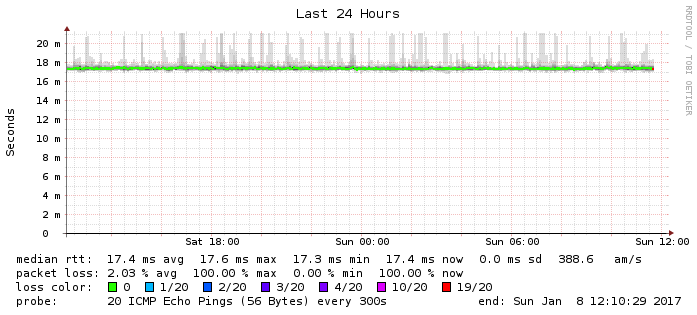 Last 24 Hours
RRDTOOL / TOBI OETIKER
Seconds
20 m
18 m
16 m
14 m
12 m
10 m
8 m
6 m
4 m
2 m
0
Sat 18:00 Sun 00:00 Sun 06:00 Sun 12:00
median rtt: 17.4 ms avg 17.6 ms max 17.3 ms min 17.4 ms now 0.0 ms sd 388.6 am/s
packet loss: 2.03 % avg 100.00 % max 0.00 % min 100.00 % now
loss color: 0 1/20 2/20 3/20 4/20 10/20 19/20
probe: 20 ICMP Echo Pings (56 Bytes) every 300s end: Sun Jan 8 12:10:29 2017